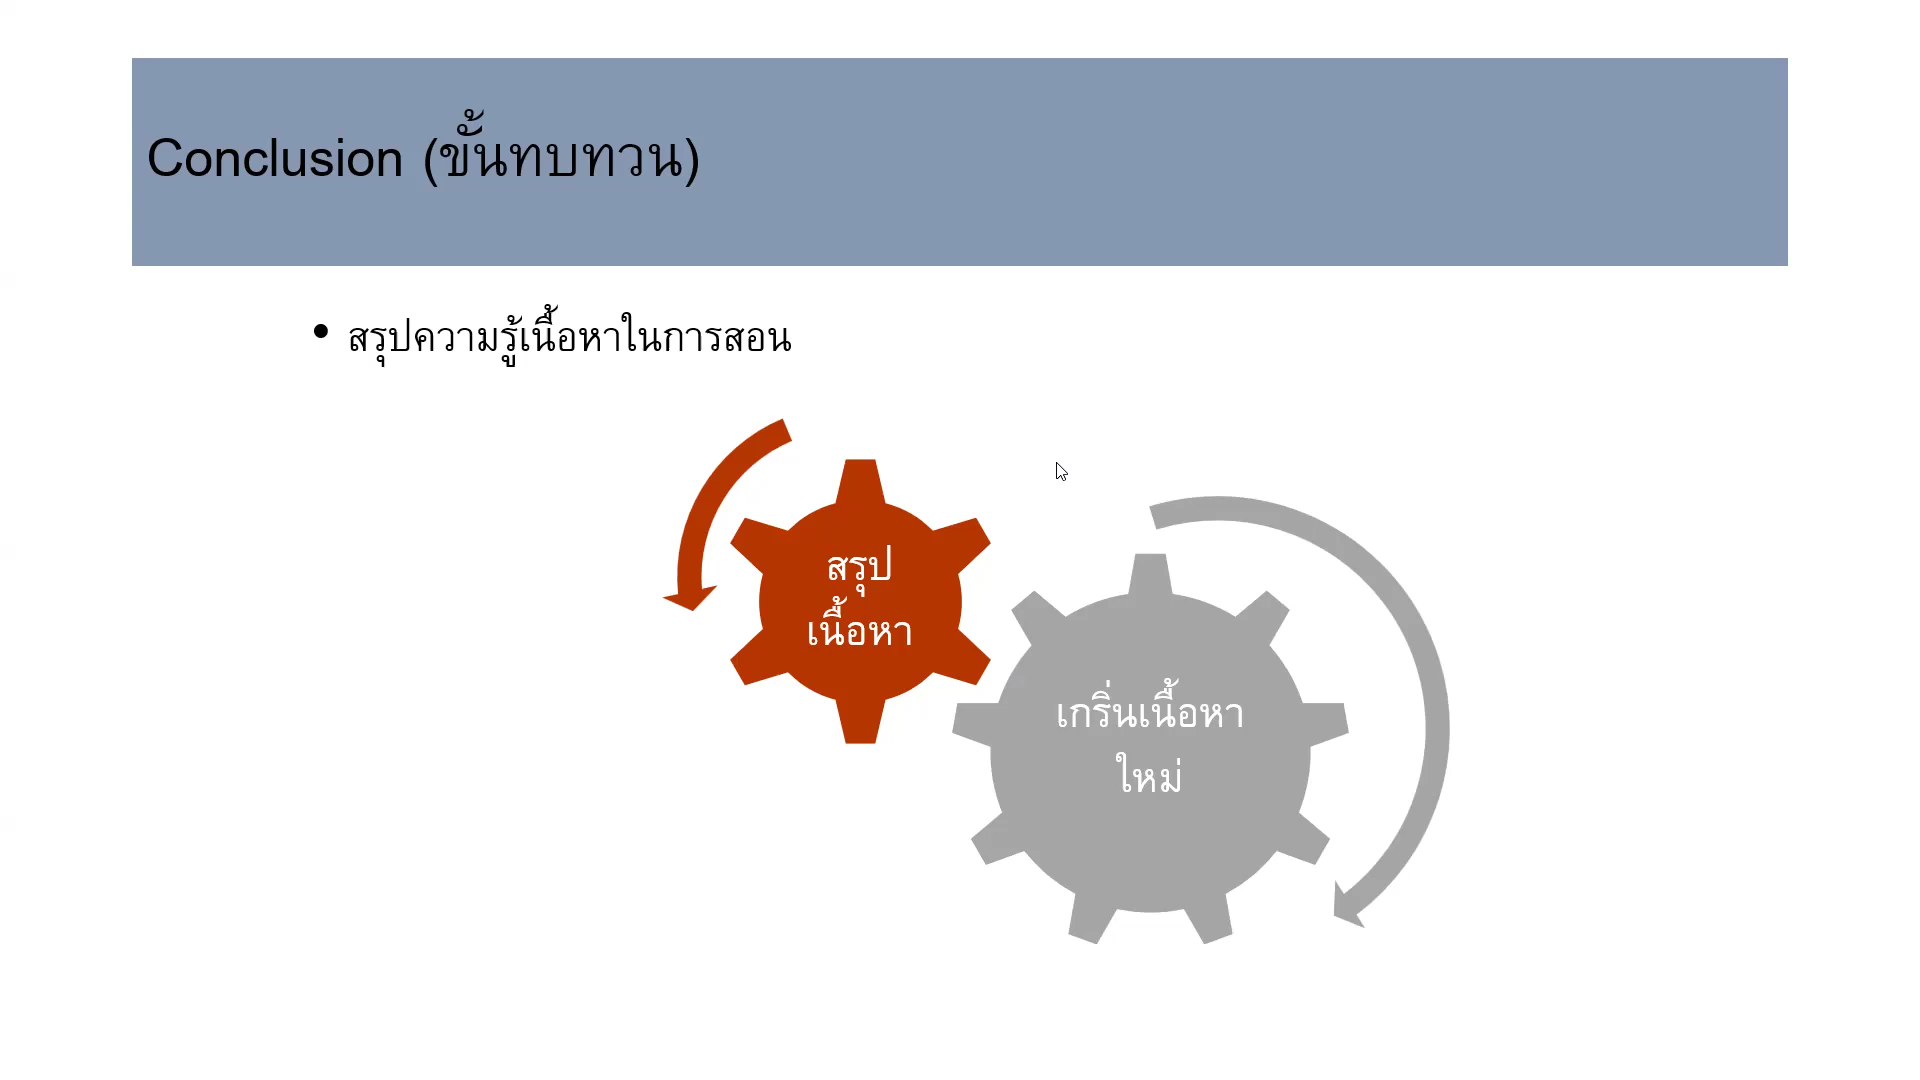 Conclusion (ขั้นทบทวน)
• สรุปความรู้เนื้อหาในการสอน
สรุป
เนื้อหา
เกริ่นเนื้อหา
ใหม่